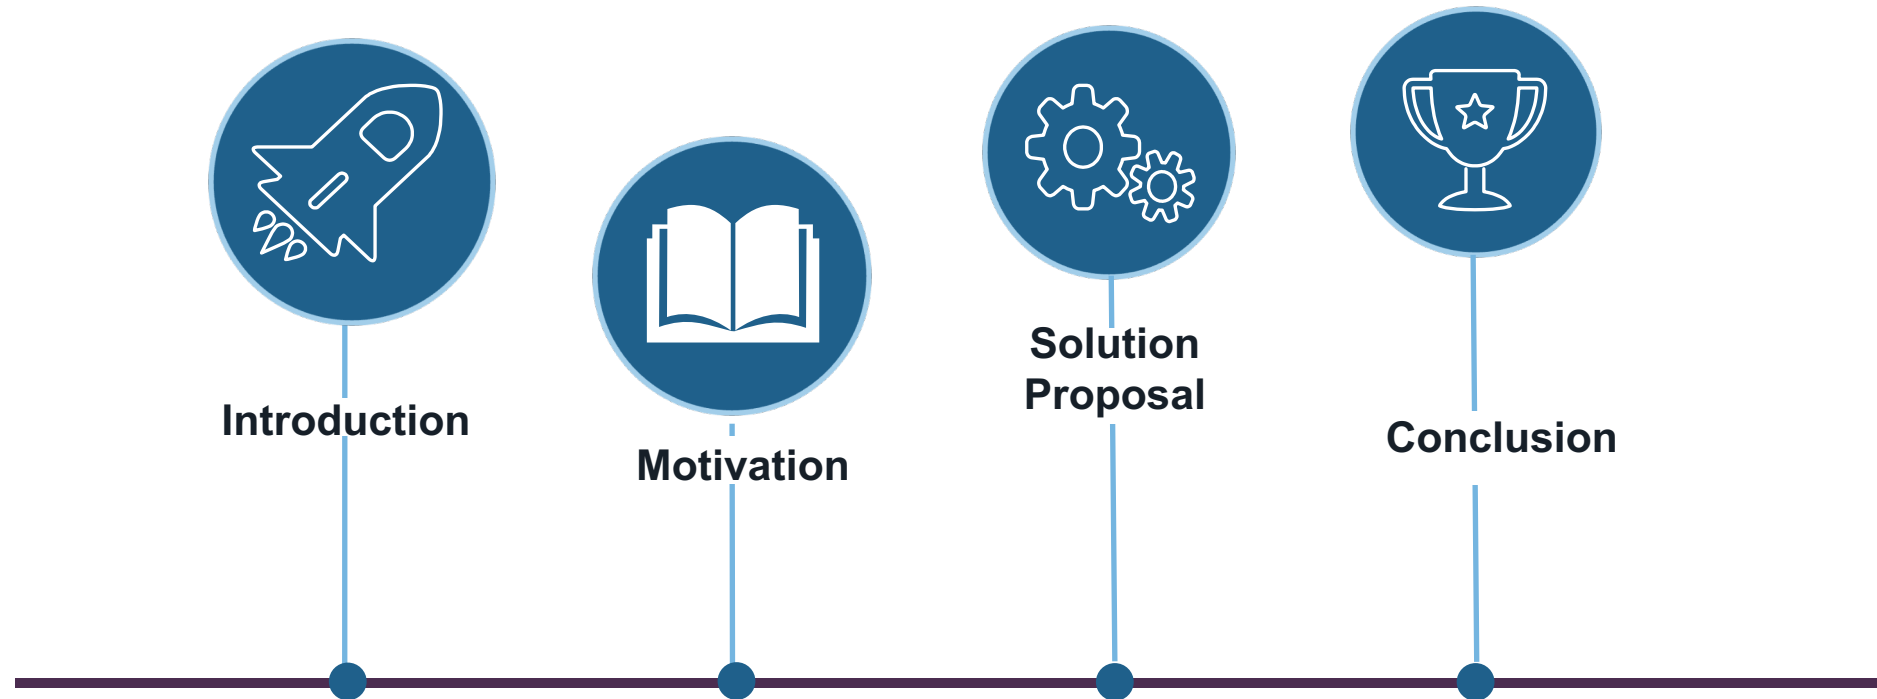 Introduction
Motivation
Solution
Proposal
Conclusion